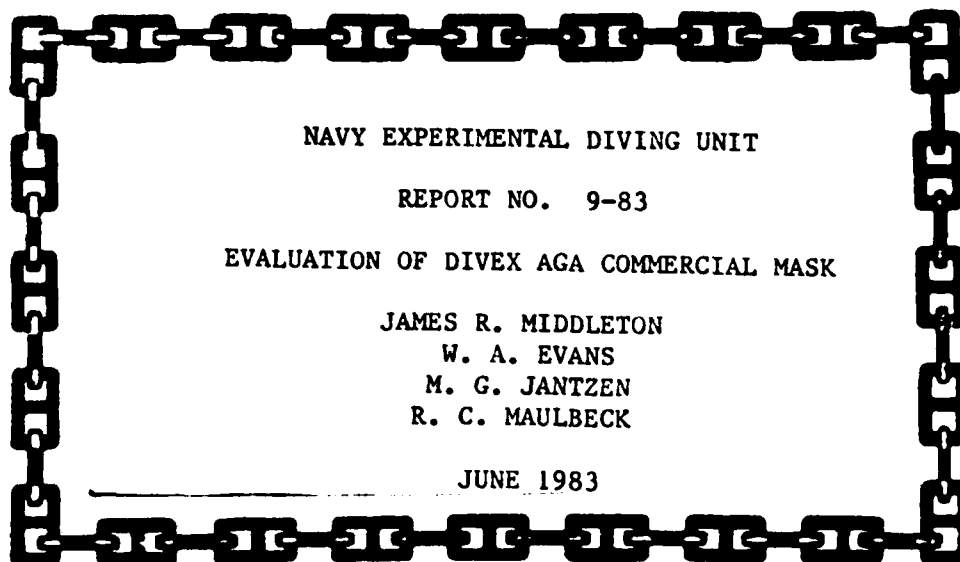 NAVY EXPERIMENTAL DIVING UNIT
REPORT NO. 9-83
EVALUATION OF DIVEX AGA COMMERCIAL MASK
JAMES R. MIDDLETON
W. A. EVANS
M. G. JANTZEN
R. C. MAULBECK
JUNE 1983